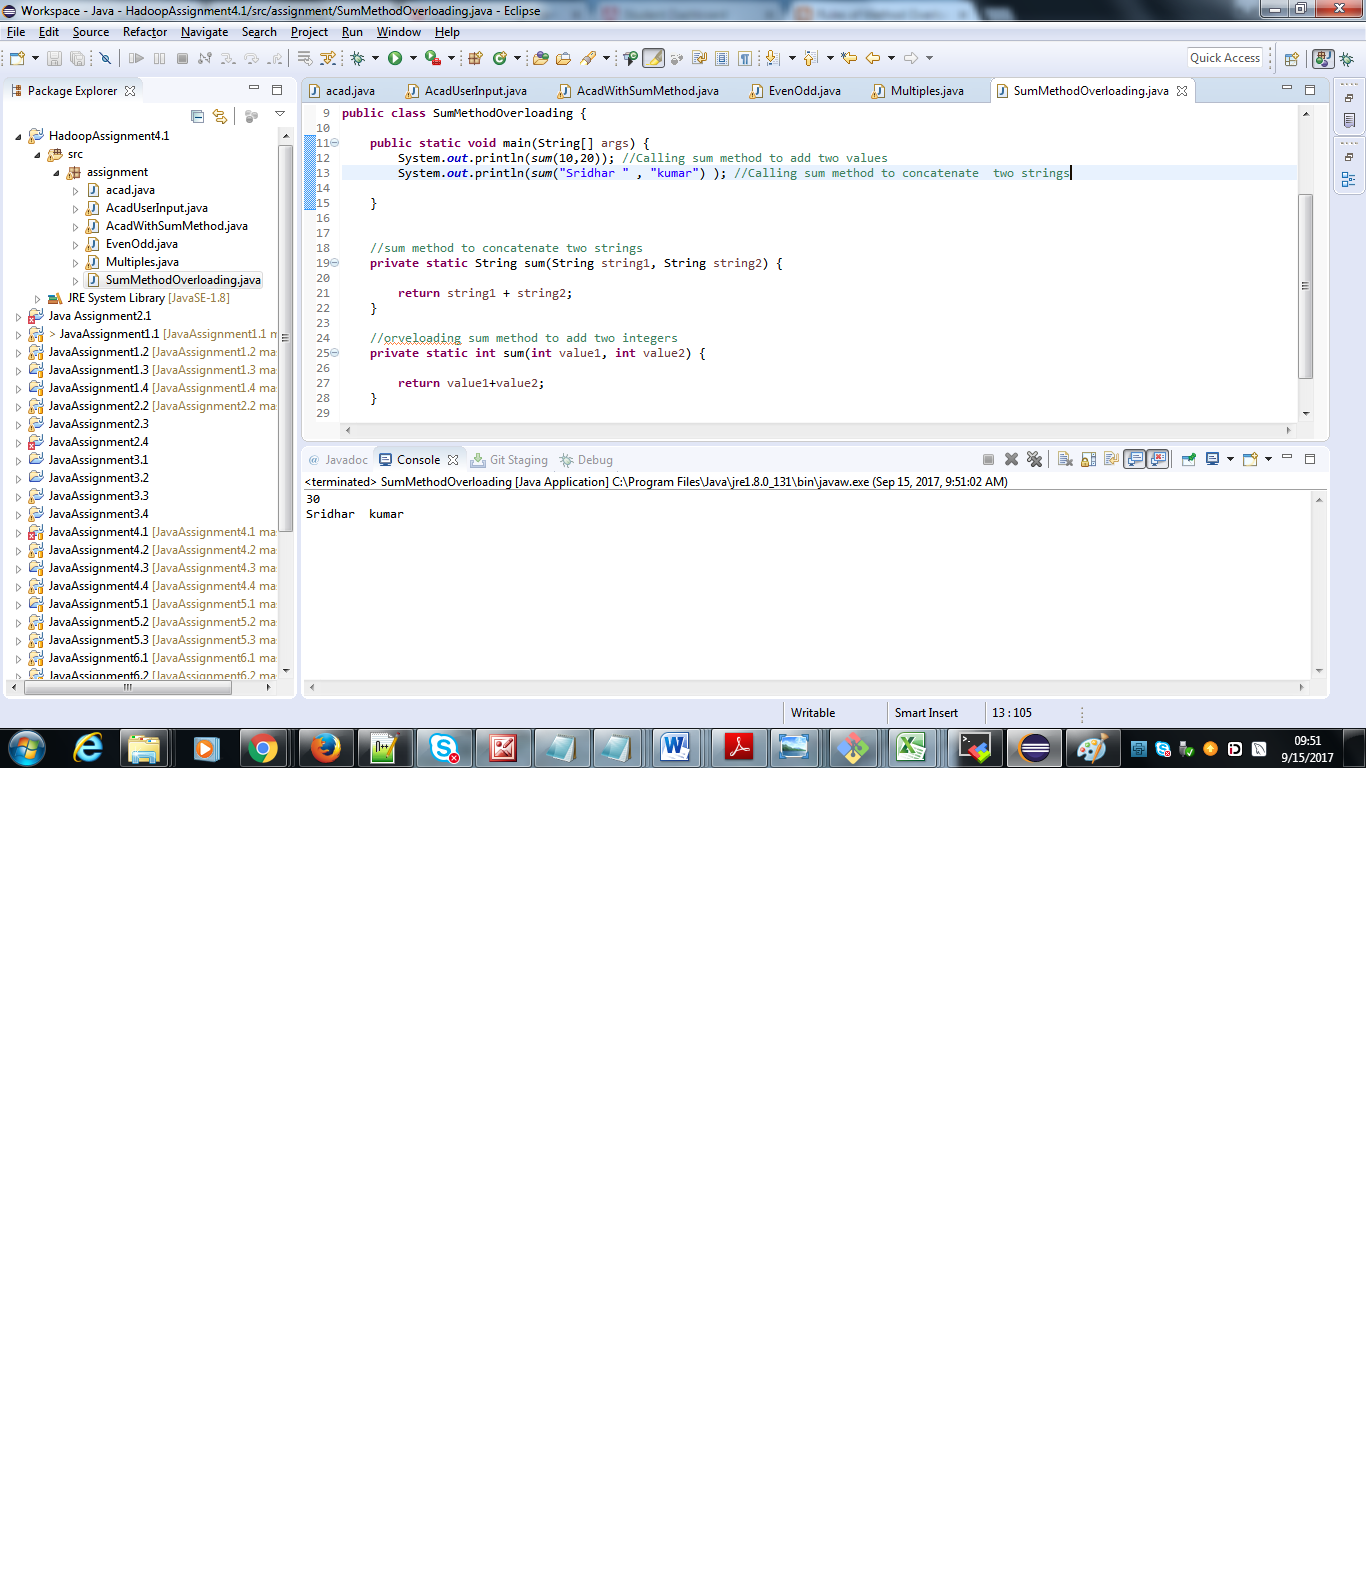 Workspace - Java - HadoopAssignment4.1/src/assignment/SumMethodOverloading.java - Eclipse
File Edit Source Refactor Navigate Search Project Run Window Help
Quick Access
Package Explorer
HadoopAssignment4.1
src
assignment
acad.java
AcadUserInput.java
AcadWithSumMethod.java
EvenOdd.java
Multiples.java
SumMethodOverloading.java
JRE System Library [JavaSE-1.8]
Java Assignment2.1
> JavaAssignment1.1 [JavaAssignment1.1 m
JavaAssignment1.2 [JavaAssignment1.2 ma
JavaAssignment1.3 [JavaAssignment1.3 ma
JavaAssignment1.4 [JavaAssignment1.4 ma
JavaAssignment2.2 [JavaAssignment2.2 ma
JavaAssignment2.3
JavaAssignment2.4
JavaAssignment3.1
JavaAssignment3.2
JavaAssignment3.3
JavaAssignment3.4
JavaAssignment4.1 [JavaAssignment4.1 ma
JavaAssignment4.2 [JavaAssignment4.2 ma
JavaAssignment4.3 [JavaAssignment4.3 ma
JavaAssignment4.4 [JavaAssignment4.4 ma
JavaAssignment5.1 [JavaAssignment5.1 ma
JavaAssignment5.2 [JavaAssignment5.2 ma
JavaAssignment5.3 [JavaAssignment5.3 ma
JavaAssignment6.1 [JavaAssignment6.1 ma
JavaAssignment6.2 [JavaAssignment6.2 ma
acad.java AcadUserInput.java AcadWithSumMethod.java EvenOdd.java Multiples.java SumMethodOverloading.java
9 public class SumMethodOverloading {
10
11 public static void main(String[] args) {
12 System.out.println(sum(10,20)); //Calling sum method to add two values
13 System.out.println(sum("Sridhar " , "kumar") ); //Calling sum method to concatenate  two strings
14
15 }
16
17
18 //sum method to concatenate two strings
19 private static String sum(String string1, String string2) {
20
21 return string1 + string2;
22 }
23
24 //orveloading sum method to add two integers
25 private static int sum(int value1, int value2) {
26
27 return value1+value2;
28 }
29
@ Javadoc Console Git Staging Debug
<terminated> SumMethodOverloading [Java Application] C:\Program Files\Java\jre1.8.0_131\bin\javaw.exe (Sep 15, 2017, 9:51:02 AM)
30
Sridhar  kumar
Writable Smart Insert 13 : 105
09:51
9/15/2017